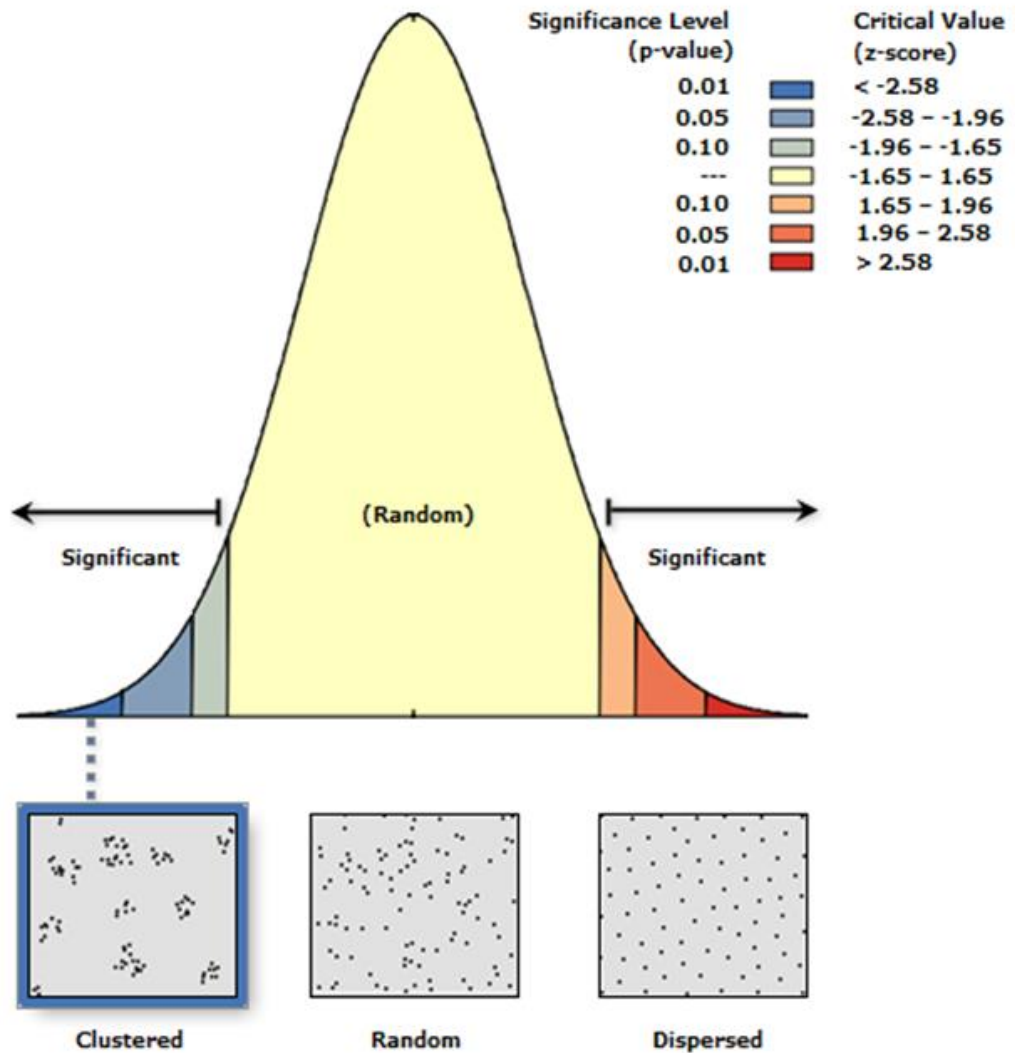 Significance Level Critical Value
(p-value) (z-score)
0.01 < -2.58
0.05 -2.58 – -1.96
0.10 -1.96 – -1.65
--- -1.65 – 1.65
0.10 1.65 – 1.96
0.05 1.96 – 2.58
0.01 > 2.58
(Random)
Significant Significant
Clustered Random Dispersed